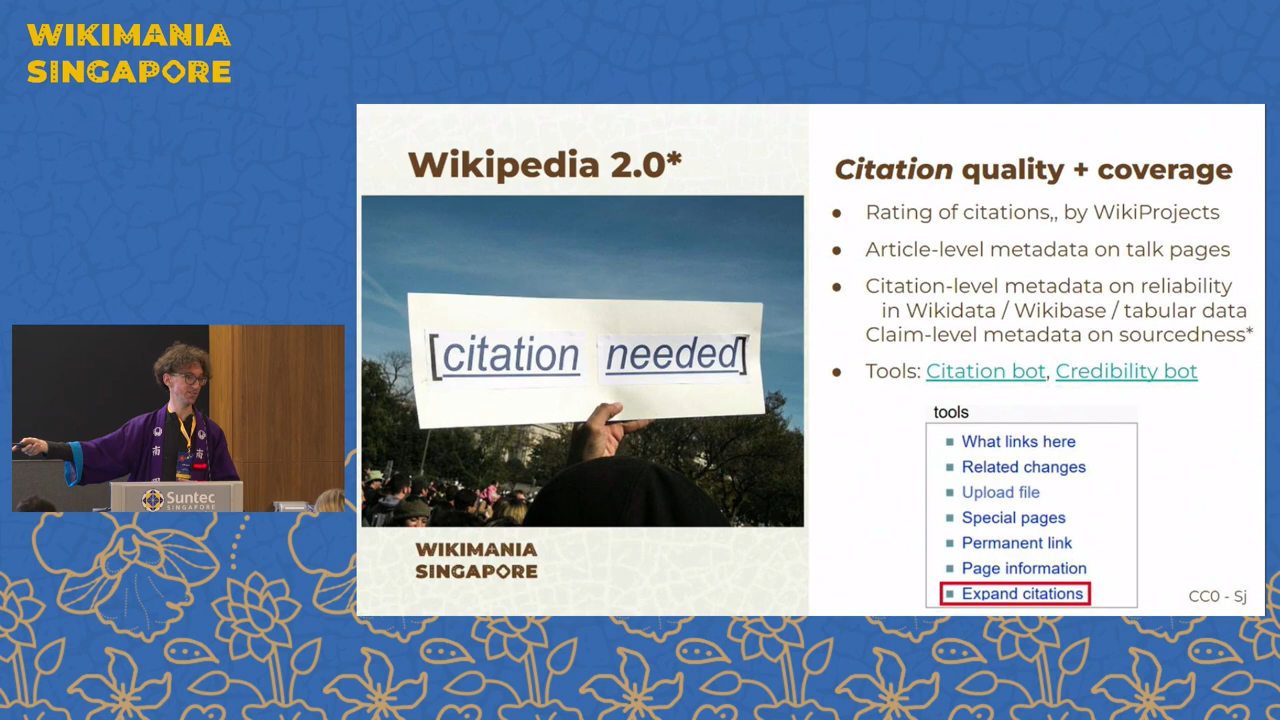 WIKIMANIA
SINGAPORE
Wikipedia 2.0*
[citation needed]
WIKIMANIA
SINGAPORE
Citation quality + coverage
● Rating of citations,, by WikiProjects
● Article-level metadata on talk pages
● Citation-level metadata on reliability
in Wikidata / Wikibase / tabular data
Claim-level metadata on sourcedness*
● Tools: Citation bot, Credibility bot
tools
What links here
Related changes
Upload file
Special pages
Permanent link
Page information
Expand citations
CC0 - Sj
南
南
Suntec
SINGAPORE